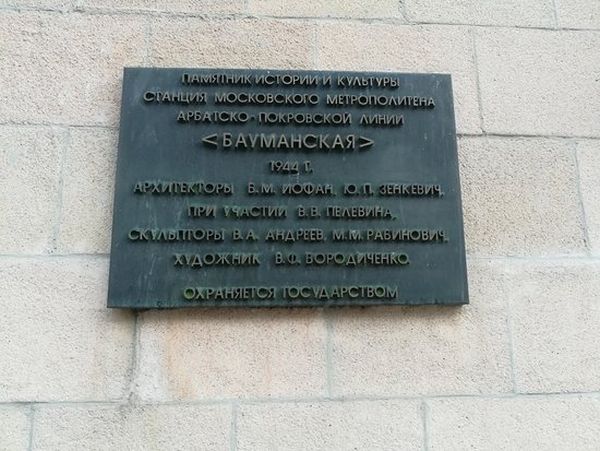 ПАМЯТНИК ИСТОРИИ И КУЛЬТУРЫ
СТАНЦИЯ МОСКОВСКОГО МЕТРОПОЛИТЕНА
АРБАТСКО-ПОКРОВСКОЙ ЛИНИИ
<БАУМАНСКАЯ>
1944 Г.
АРХИТЕКТОРЫ Б.М. ИОФАН, Ю.П. ЗЕНКЕВИЧ,
ПРИ УЧАСТИИ В.В. ПЕЛЕВИНА,
СКУЛЬПТОРЫ В.А. АНДРЕЕВ, М.М. РАБИНОВИЧ,
ХУДОЖНИК В.Ф. БОРОДИЧЕНКО
ОХРАНЯЕТСЯ ГОСУДАРСТВОМ